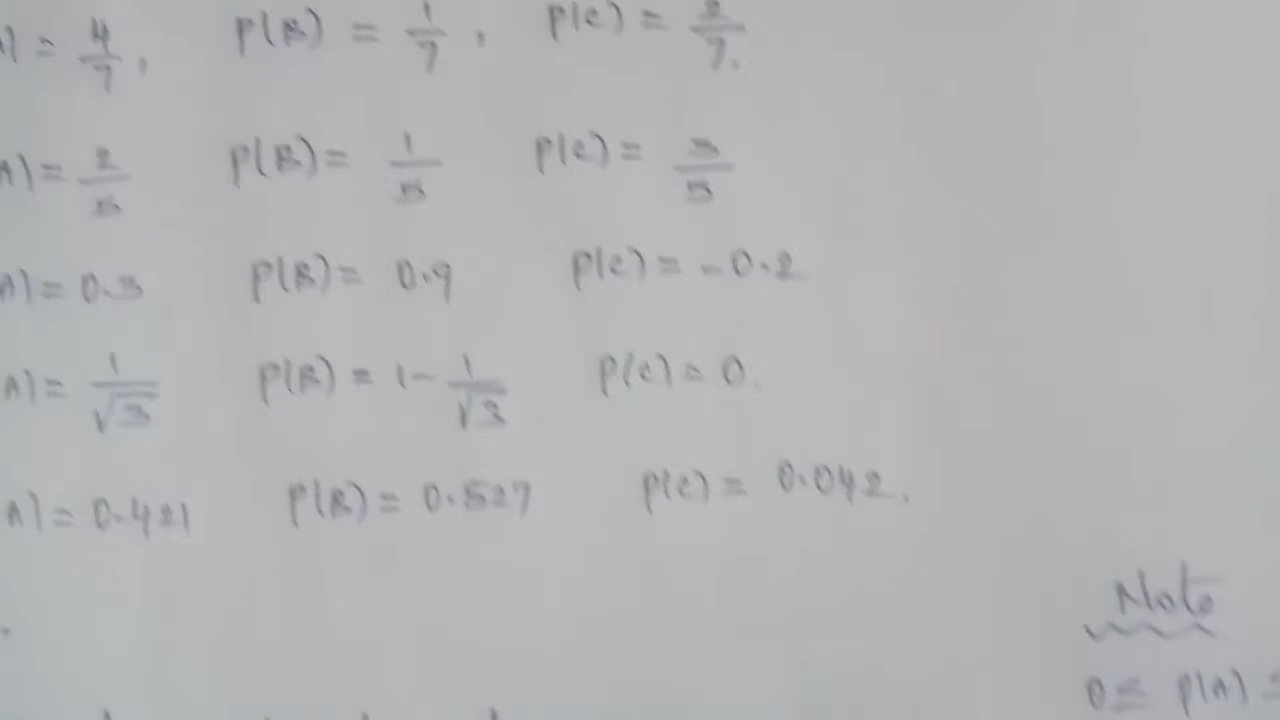 A) = 4/7, P(B) = 1/7, P(C) = 2/7.
A) = 2/5 P(B) = 1/5 P(C) = 3/5
A) = 0.3 P(B) = 0.9 P(C) = -0.2
A) = 1/√3 P(B) = 1 - 1/√3 P(C) = 0.
A) = 0.421 P(B) = 0.527 P(C) = 0.042.
Note
0 ≤ P(A) ≤